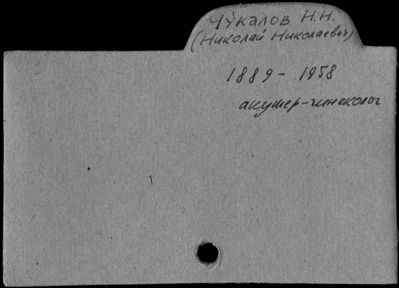 Чукалов Н.Н.
(Николай Николаевич)
1889 - 1958
акушер-гинеколог